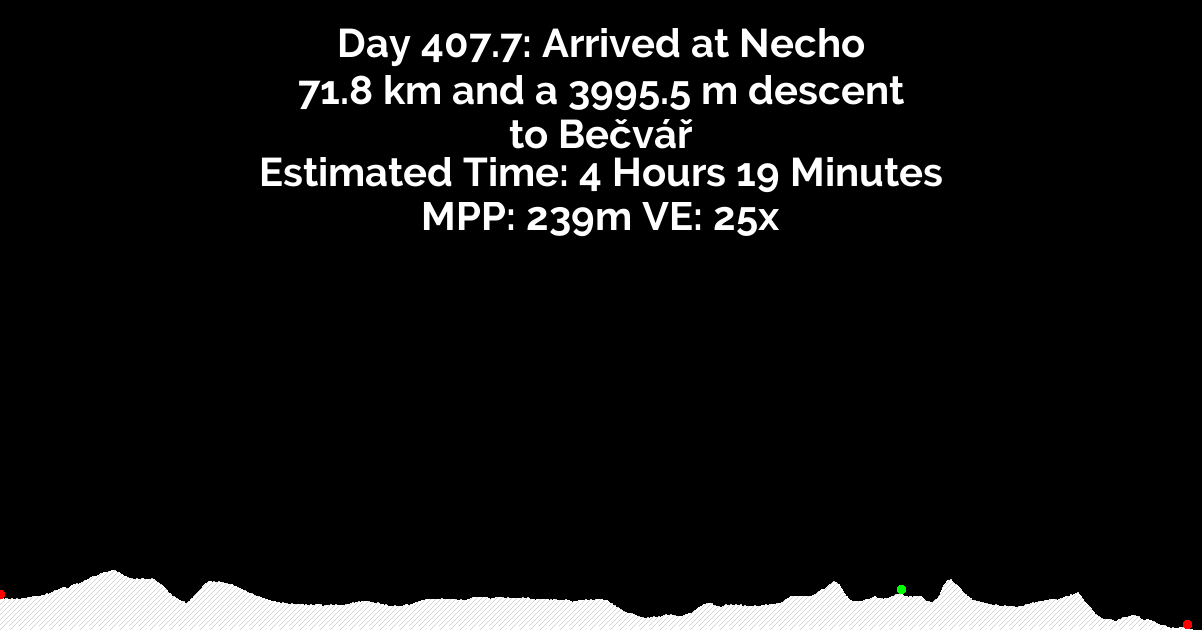 Day 407.7: Arrived at Necho
71.8 km and a 3995.5 m descent
to Bečvář
Estimated Time: 4 Hours 19 Minutes
MPP: 239m VE: 25x